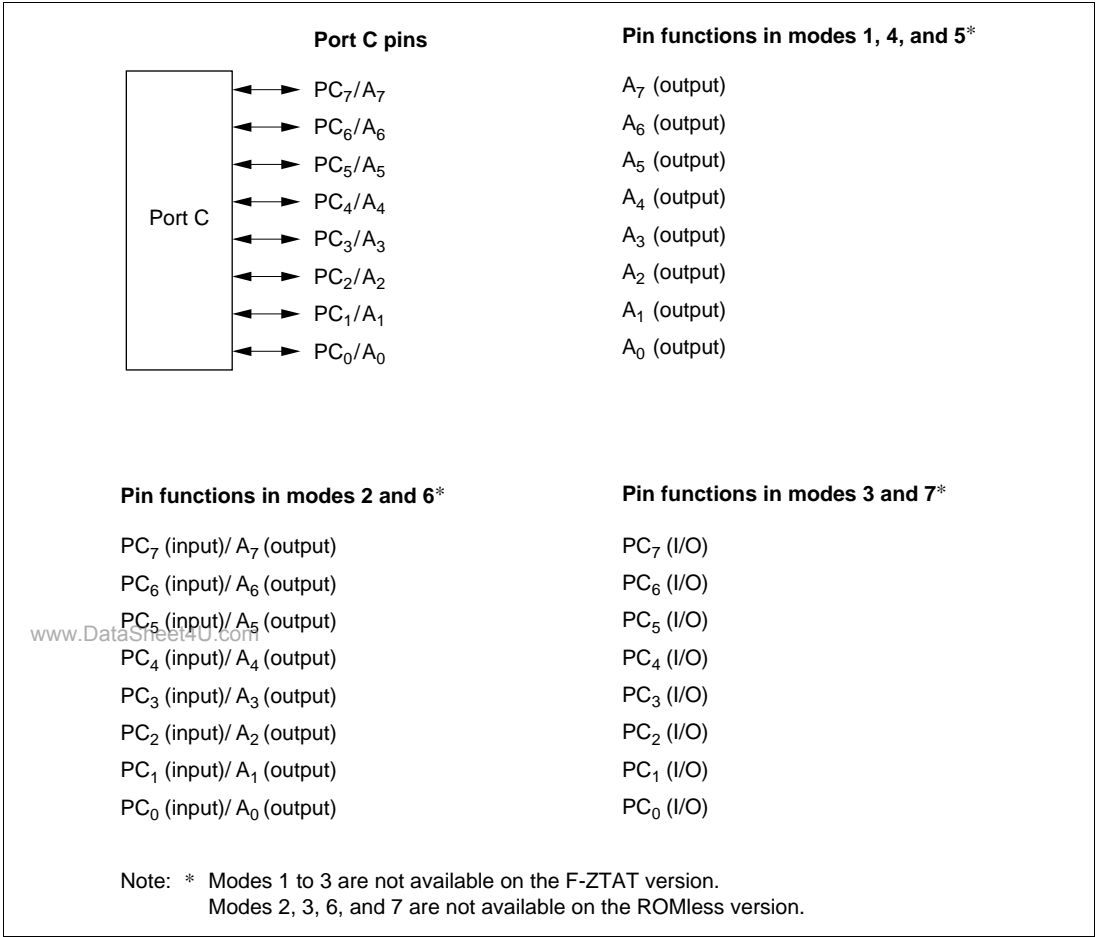 Port C pins
Pin functions in modes 1, 4, and 5*
Port C
PC7/A7
PC6/A6
PC5/A5
PC4/A4
PC3/A3
PC2/A2
PC1/A1
PC0/A0
A7 (output)
A6 (output)
A5 (output)
A4 (output)
A3 (output)
A2 (output)
A1 (output)
A0 (output)
Pin functions in modes 2 and 6*
PC7 (input)/ A7 (output)
PC6 (input)/ A6 (output)
PC5 (input)/ A5 (output)
www.DataSheet4U.com
PC4 (input)/ A4 (output)
PC3 (input)/ A3 (output)
PC2 (input)/ A2 (output)
PC1 (input)/ A1 (output)
PC0 (input)/ A0 (output)
Pin functions in modes 3 and 7*
PC7 (I/O)
PC6 (I/O)
PC5 (I/O)
PC4 (I/O)
PC3 (I/O)
PC2 (I/O)
PC1 (I/O)
PC0 (I/O)
Note: * Modes 1 to 3 are not available on the F-ZTAT version.
Modes 2, 3, 6, and 7 are not available on the ROMless version.